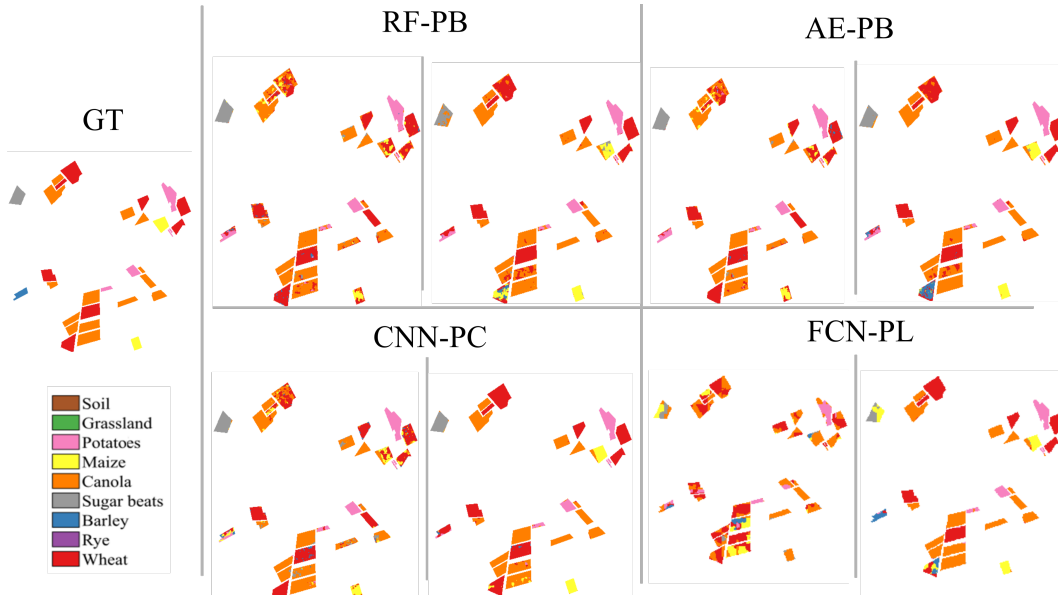 RF-PB
AE-PB
GT
CNN-PC
FCN-PL
Soil
Grassland
Potatoes
Maize
Canola
Sugar beats
Barley
Rye
Wheat